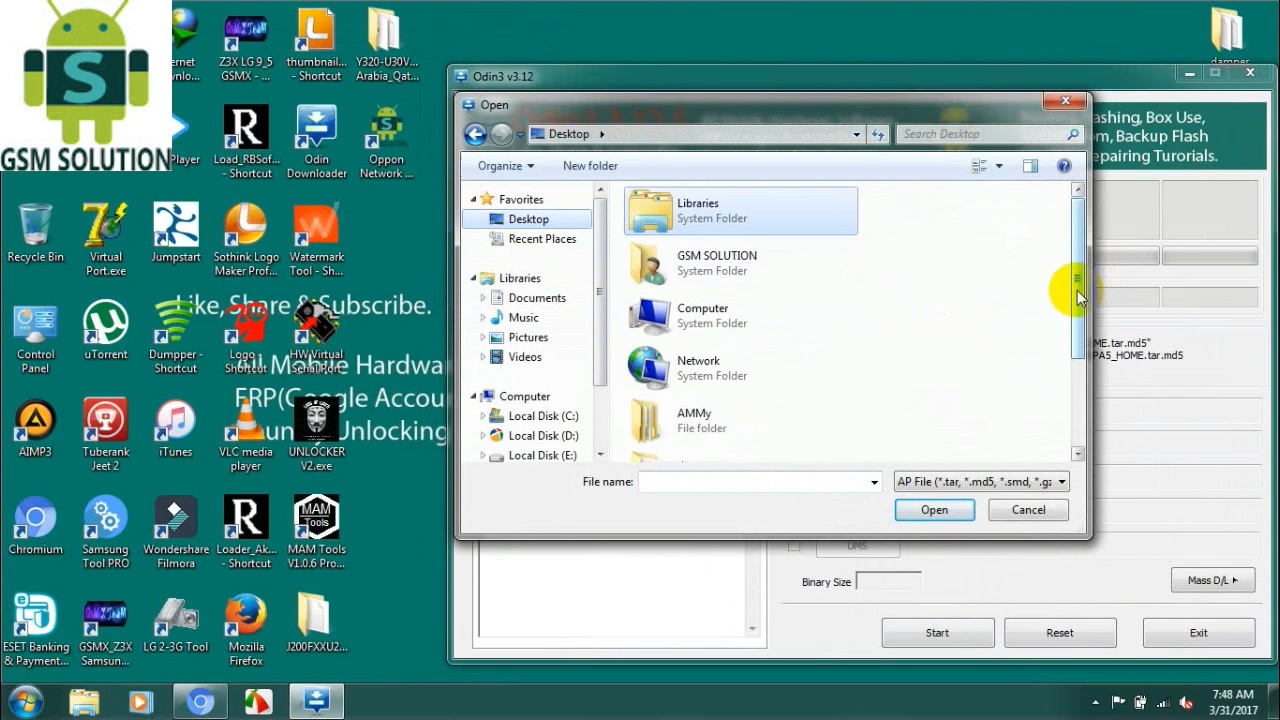 S
GSM SOLUTION
Z3X LG 9_5
GSMX - ...
thumbnail...
- Shortcut
Y320-U30V...
Arabia_Qat...
Player
Load_RBSof...
- Shortcut
Odin
Downloader
Oppon
Network ...
Recycle Bin
Virtual
Port.exe
Jumpstart
Sothink Logo
Maker Prof...
Watermark
Tool - Sh...
Like, Share & Subscribe.
Control
Panel
uTorrent
Dumpper -
Shortcut
All Mobile Hardwa
FRP(Google Accou
Unlocking
AIMP3
Tuberank
Jeet 2
iTunes
VLC media
player
UNLOCKER
V2.exe
Chromium
Samsung
Tool PRO
Wondershare
Filmora
Loader_Ak...
- Shortcut
MAM
Tools
MAM Tools
V1.0.6 Pro...
ESET Banking
& Payment...
GSMX_Z3X
Samsun...
LG 2-3G Tool
Mozilla
Firefox
J200FXXU2...
damper
Odin3 v3.12
ashing, Box Use,
om,Backup Flash
epairing Turorials.
Open
Desktop
Search Desktop
Organize
New folder
Favorites
Desktop
Recent Places
Libraries
Documents
Music
Pictures
Videos
Computer
Local Disk (C:)
Local Disk (D:)
Local Disk (E:)
Libraries
System Folder
GSM SOLUTION
System Folder
Computer
System Folder
Network
System Folder
AMMy
File folder
File name:
AP File (*.tar, *.md5, *.smd, *.gz
Open
Cancel
ME.tar.md5"
PA5_HOME.tar.md5
UMS
Binary Size
Mass D/L
Start
Reset
Exit
7:48 AM
3/31/2017